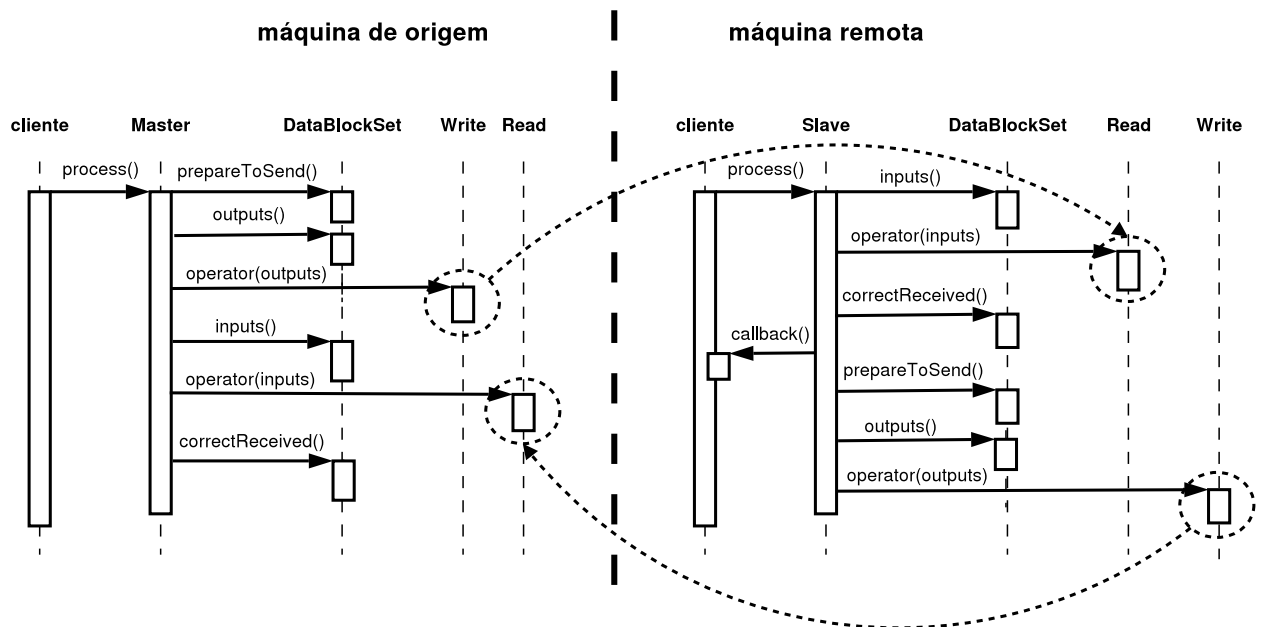 máquina de origem
máquina remota
cliente Master DataBlockSet Write Read
cliente Slave DataBlockSet Read Write
process()
prepareToSend()
outputs()
operator(outputs)
inputs()
operator(inputs)
correctReceived()
process()
inputs()
operator(inputs)
correctReceived()
callback()
prepareToSend()
outputs()
operator(outputs)